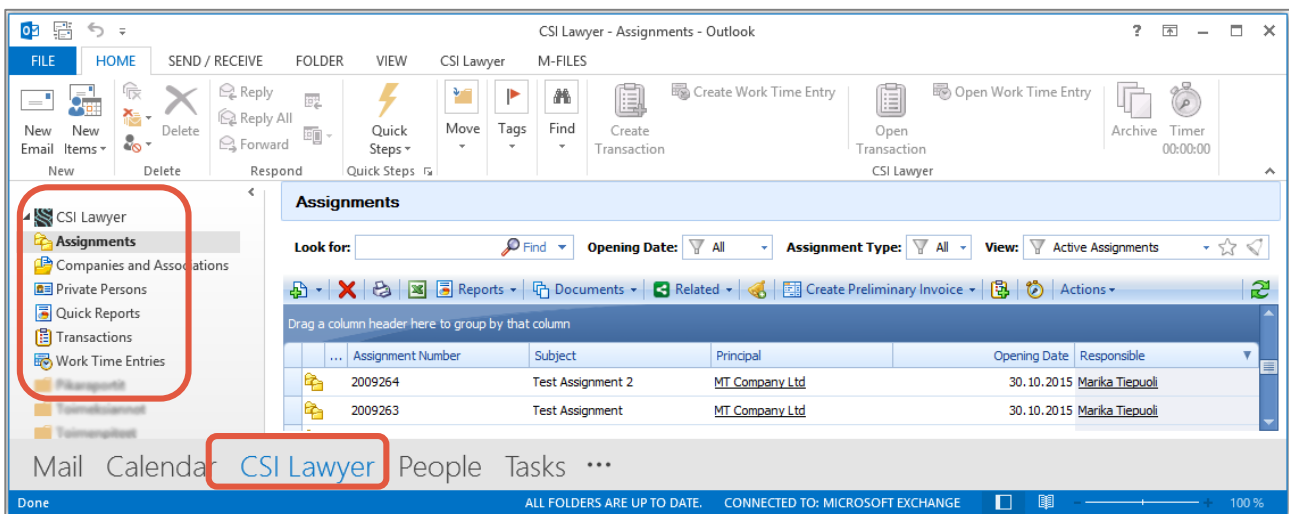 CSI Lawyer - Assignments - Outlook
FILE HOME SEND / RECEIVE FOLDER VIEW CSI Lawyer M-FILES
New Email
New Items
Delete
Reply
Reply All
Forward
Quick Steps
Move
Tags
Find
Create Transaction
Create Work Time Entry
Open Transaction
Open Work Time Entry
Archive
Timer 00:00:00
New Delete Respond Quick Steps CSI Lawyer
CSI Lawyer
Assignments
Companies and Associations
Private Persons
Quick Reports
Transactions
Work Time Entries
Pikaraportit
Toimeksiannot
Toimenpiteet
Assignments
Look for: Find Opening Date: All Assignment Type: All View: Active Assignments
Reports Documents Related Create Preliminary Invoice Actions
Drag a column header here to group by that column
... Assignment Number Subject Principal Opening Date Responsible
2009264 Test Assignment 2 MT Company Ltd 30.10.2015 Marika Tiepuoli
2009263 Test Assignment MT Company Ltd 30.10.2015 Marika Tiepuoli
Mail Calendar CSI Lawyer People Tasks ...
Done ALL FOLDERS ARE UP TO DATE. CONNECTED TO: MICROSOFT EXCHANGE 100 %